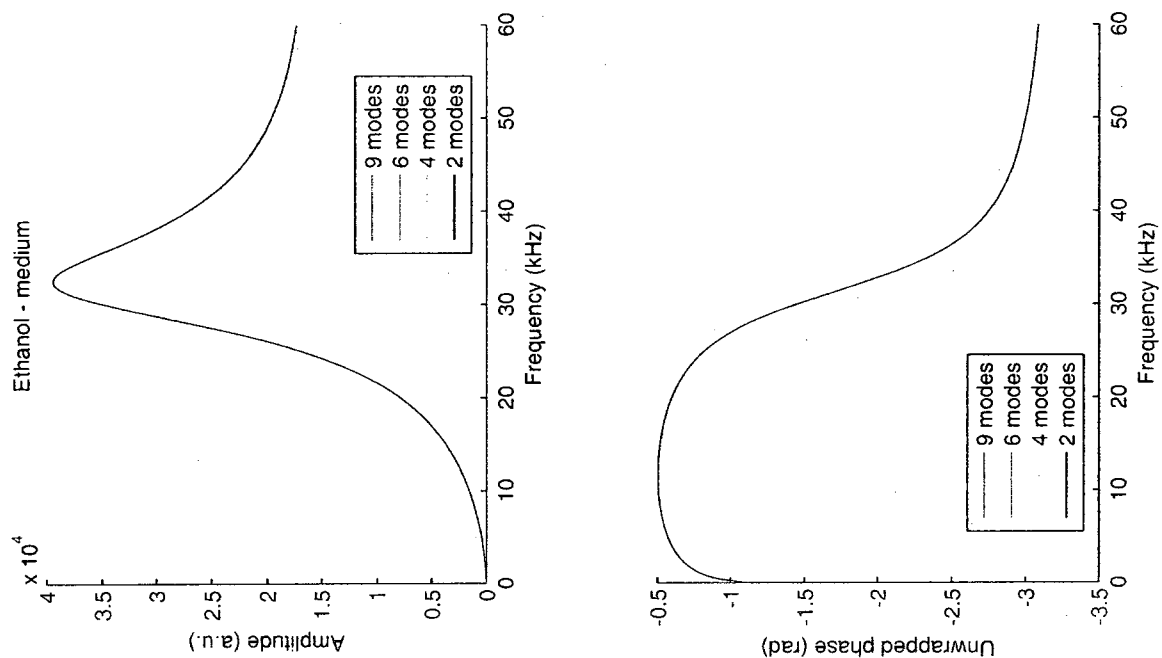 Ethanol - medium
x 10^4
4
3.5
3
2.5
2
1.5
1
0.5
0
Amplitude (a.u.)
0
10
20
30
40
50
60
Frequency (kHz)
9 modes
6 modes
4 modes
2 modes
-0.5
-1
-1.5
-2
-2.5
-3
-3.5
Unwrapped phase (rad)
0
10
20
30
40
50
60
Frequency (kHz)
9 modes
6 modes
4 modes
2 modes